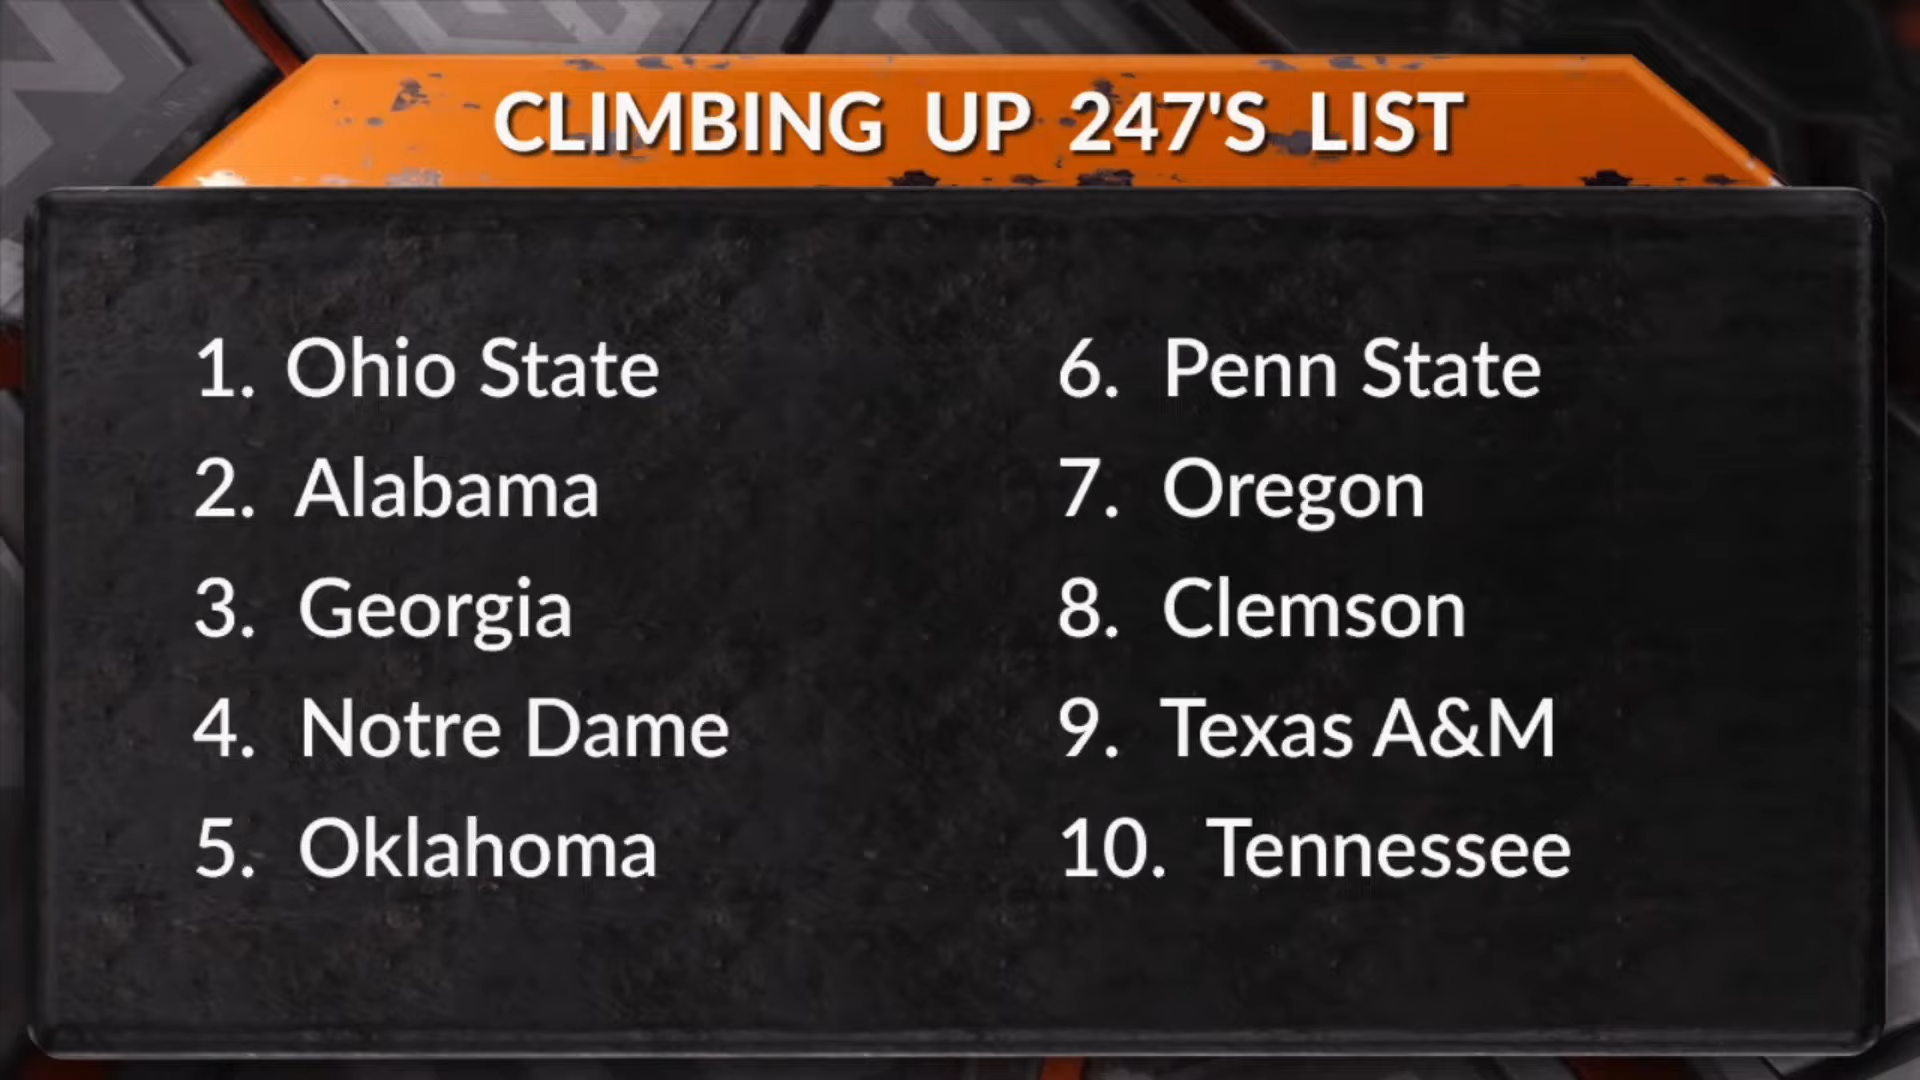 CLIMBING UP 247'S LIST
1. Ohio State
2. Alabama
3. Georgia
4. Notre Dame
5. Oklahoma
6. Penn State
7. Oregon
8. Clemson
9. Texas A&M
10. Tennessee